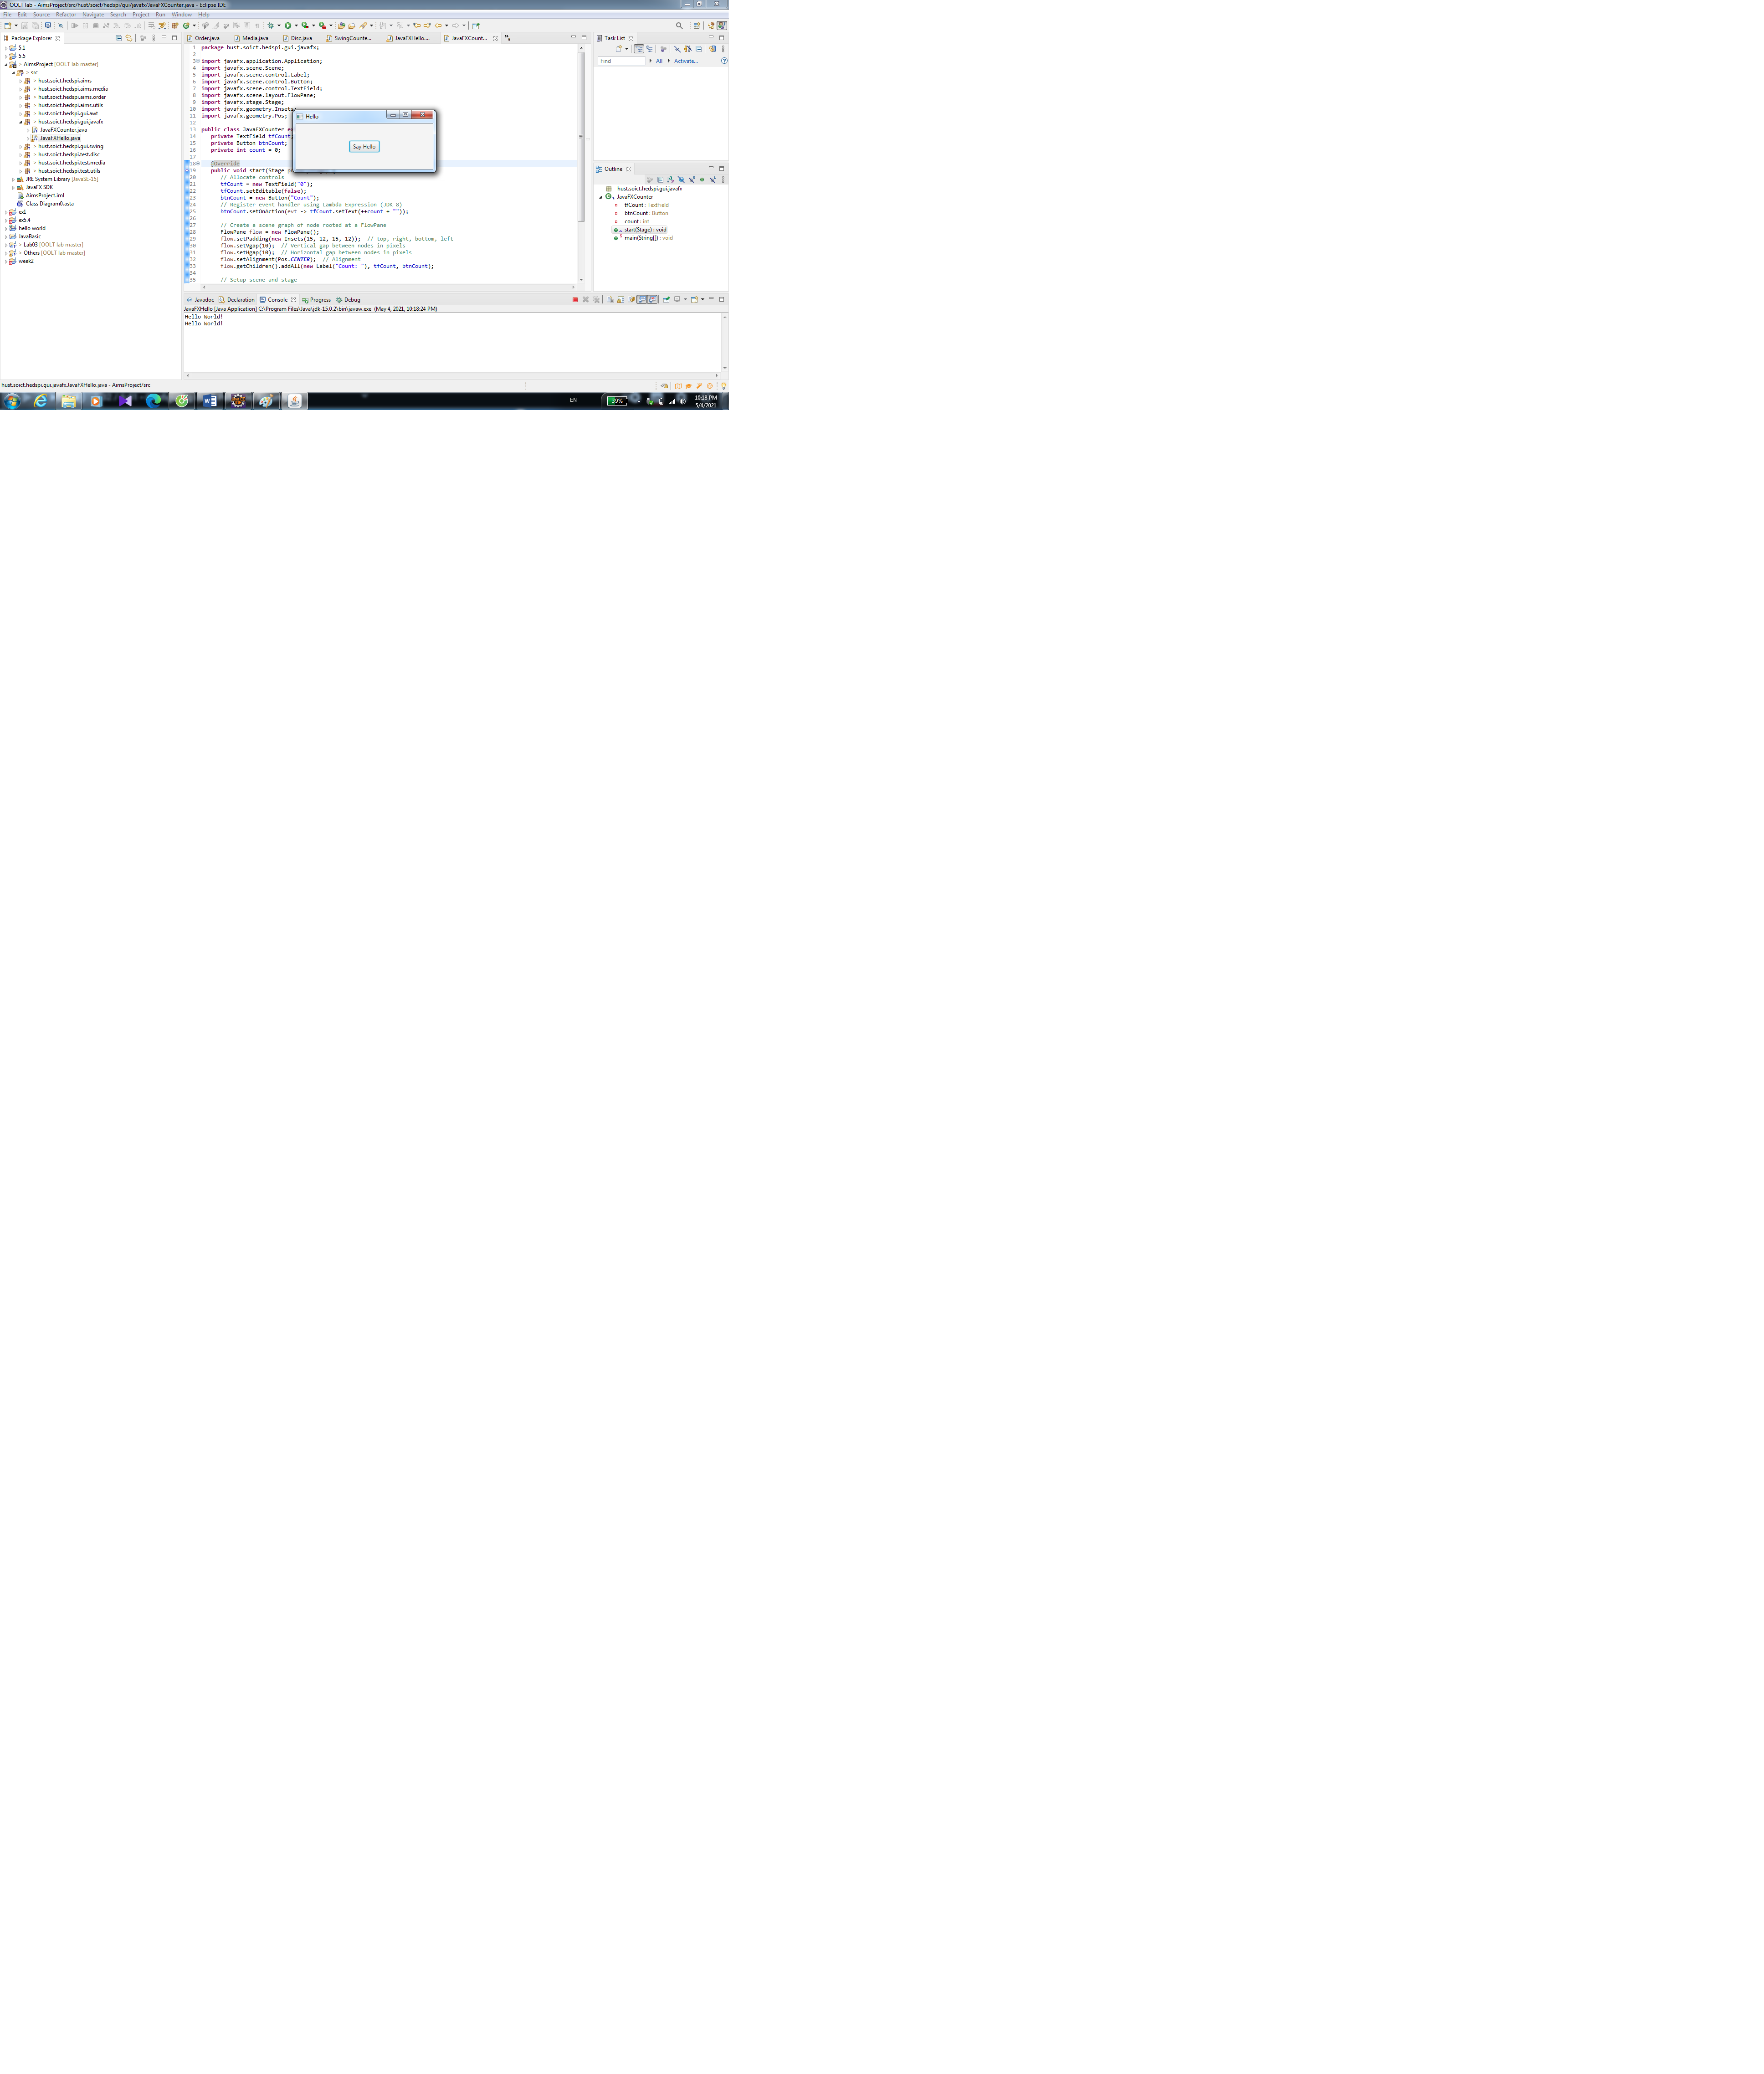 OOLT lab - AimsProject/src/hust/soict/hedspi/gui/javafx/JavaFXCounter.java - Eclipse IDE
File Edit Source Refactor Navigate Search Project Run Window Help
Package Explorer
5.1
5.5
> AimsProject [OOLT lab master]
> src
> hust.soict.hedspi.aims
> hust.soict.hedspi.aims.media
> hust.soict.hedspi.aims.order
> hust.soict.hedspi.aims.utils
> hust.soict.hedspi.gui.awt
> hust.soict.hedspi.gui.javafx
> JavaFXCounter.java
> JavaFXHello.java
> hust.soict.hedspi.gui.swing
> hust.soict.hedspi.test.disc
> hust.soict.hedspi.test.media
> hust.soict.hedspi.test.utils
JRE System Library [JavaSE-15]
JavaFX SDK
AimsProject.iml
Class Diagram0.asta
ex1
ex5.4
hello world
JavaBasic
> Lab03 [OOLT lab master]
> Others [OOLT lab master]
week2
Order.java Media.java Disc.java SwingCounte... JavaFXHello.... JavaFXCount...
1 package hust.soict.hedspi.gui.javafx;
2
3 import javafx.application.Application;
4 import javafx.scene.Scene;
5 import javafx.scene.control.Label;
6 import javafx.scene.control.Button;
7 import javafx.scene.control.TextField;
8 import javafx.scene.layout.FlowPane;
9 import javafx.stage.Stage;
10 import javafx.geometry.Insets;
11 import javafx.geometry.Pos;
12
13 public class JavaFXCounter ex
14 private TextField tfCount;
15 private Button btnCount;
16 private int count = 0;
17
18 @Override
19 public void start(Stage
20 // Allocate controls
21 tfCount = new TextField("0");
22 tfCount.setEditable(false);
23 btnCount = new Button("Count");
24 // Register event handler using Lambda Expression (JDK 8)
25 btnCount.setOnAction(evt -> tfCount.setText(++count + ""));
26
27 // Create a scene graph of node rooted at a FlowPane
28 FlowPane flow = new FlowPane();
29 flow.setPadding(new Insets(15, 12, 15, 12)); // top, right, bottom, left
30 flow.setVgap(10); // Vertical gap between nodes in pixels
31 flow.setHgap(10); // Horizontal gap between nodes in pixels
32 flow.setAlignment(Pos.CENTER); // Alignment
33 flow.getChildren().addAll(new Label("Count: "), tfCount, btnCount);
34
35 // Setup scene and stage
Hello
Say Hello
Task List
Find All Activate...
Outline
hust.soict.hedspi.gui.javafx
JavaFXCounter
tfCount : TextField
btnCount : Button
count : int
start(Stage) : void
main(String[]) : void
Javadoc Declaration Console Progress Debug
JavaFXHello [Java Application] C:\Program Files\Java\jdk-15.0.2\bin\javaw.exe (May 4, 2021, 10:18:24 PM)
Hello World!
Hello World!
hust.soict.hedspi.gui.javafx.JavaFXHello.java - AimsProject/src
EN
10:18 PM
5/4/2021